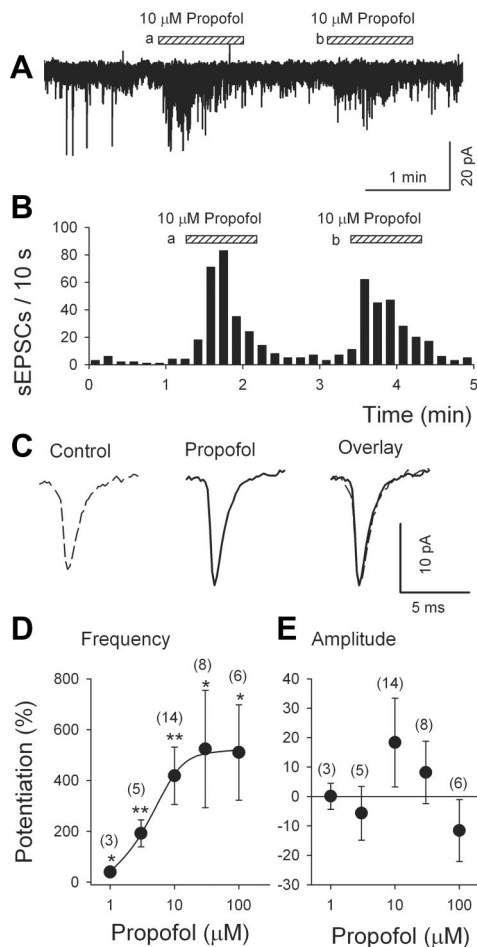 10 µM Propofol 10 µM Propofol
a b
A
1 min
20 pA
B
10 µM Propofol 10 µM Propofol
a b
100
80
60
40
20
0
sEPSCs / 10 s
0 1 2 3 4 5
Time (min)
C
Control Propofol Overlay
10 pA
5 ms
D Frequency
800
600
400
200
0
Potentiation (%)
(3)
*
(5)
**
(14)
**
(8)
*
(6)
*
1 10 100
Propofol (µM)
E Amplitude
40
30
20
10
0
-10
-20
-30
(3)
(5)
(14)
(8)
(6)
1 10 100
Propofol (µM)